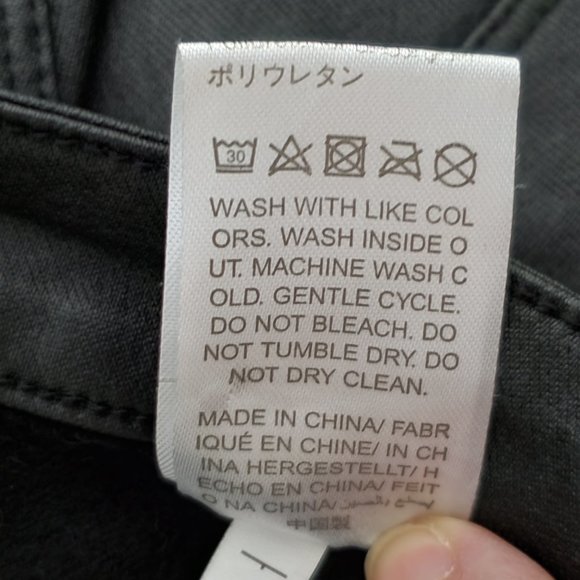 ポリウレタン
30
WASH WITH LIKE COL
ORS. WASH INSIDE O
UT. MACHINE WASH C
OLD. GENTLE CYCLE.
DO NOT BLEACH. DO
NOT TUMBLE DRY. DO
NOT DRY CLEAN.
MADE IN CHINA/ FABR
IQUÉ EN CHINE/ IN CH
INA HERGESTELLT/ H
ECHO EN CHINA/ FEIT
O NA CHINA/ صنع بالصين/
中国製